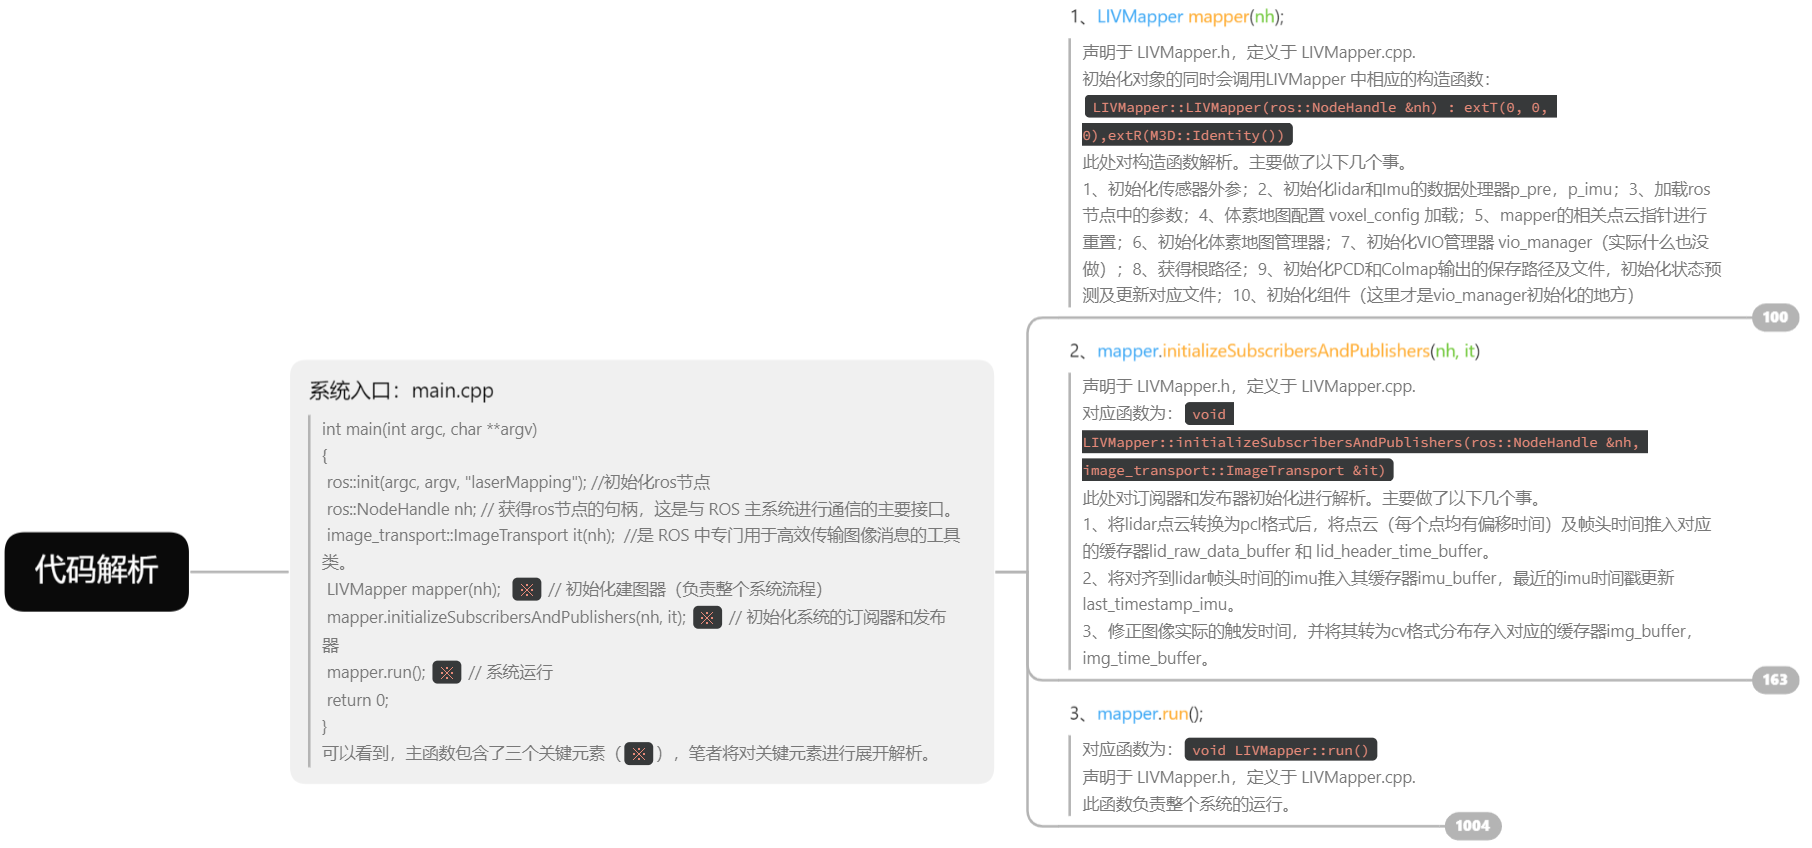 代码解析
系统入口：main.cpp
int main(int argc, char **argv)
{
ros::init(argc, argv, "laserMapping"); //初始化ros节点
ros::NodeHandle nh; // 获得ros节点的句柄，这是与 ROS 主系统进行通信的主要接口。
image_transport::ImageTransport it(nh);  //是 ROS 中专门用于高效传输图像消息的工具
类。
LIVMapper mapper(nh); ※ // 初始化建图器（负责整个系统流程）
mapper.initializeSubscribersAndPublishers(nh, it); ※ // 初始化系统的订阅器和发布
器
mapper.run(); ※ // 系统运行
return 0;
}
可以看到，主函数包含了三个关键元素（ ※ ），笔者将对关键元素进行展开解析。
1、LIVMapper mapper(nh);
声明于 LIVMapper.h，定义于 LIVMapper.cpp.
初始化对象的同时会调用LIVMapper 中相应的构造函数：
LIVMapper::LIVMapper(ros::NodeHandle &nh) : extT(0, 0,
0),extR(M3D::Identity())
此处对构造函数解析。主要做了以下几个事。
1、初始化传感器外参；2、初始化lidar和Imu的数据处理器p_pre，p_imu；3、加载ros
节点中的参数；4、体素地图配置 voxel_config 加载；5、mapper的相关点云指针进行
重置；6、初始化体素地图管理器；7、初始化VIO管理器 vio_manager（实际什么也没
做）；8、获得根路径；9、初始化PCD和Colmap输出的保存路径及文件，初始化状态预
测及更新对应文件；10、初始化组件（这里才是vio_manager初始化的地方）
100
2、mapper.initializeSubscribersAndPublishers(nh, it)
声明于 LIVMapper.h，定义于 LIVMapper.cpp.
对应函数为： void
LIVMapper::initializeSubscribersAndPublishers(ros::NodeHandle &nh,
image_transport::ImageTransport &it)
此处对订阅器和发布器初始化进行解析。主要做了以下几个事。
1、将lidar点云转换为pcl格式后，将点云（每个点均有偏移时间）及帧头时间推入对应
的缓存器lid_raw_data_buffer 和 lid_header_time_buffer。
2、将对齐到lidar帧头时间的imu推入其缓存器imu_buffer，最近的imu时间戳更新
last_timestamp_imu。
3、修正图像实际的触发时间，并将其转为cv格式分布存入对应的缓存器img_buffer，
img_time_buffer。
163
3、mapper.run();
对应函数为： void LIVMapper::run()
声明于 LIVMapper.h，定义于 LIVMapper.cpp.
此函数负责整个系统的运行。
1004